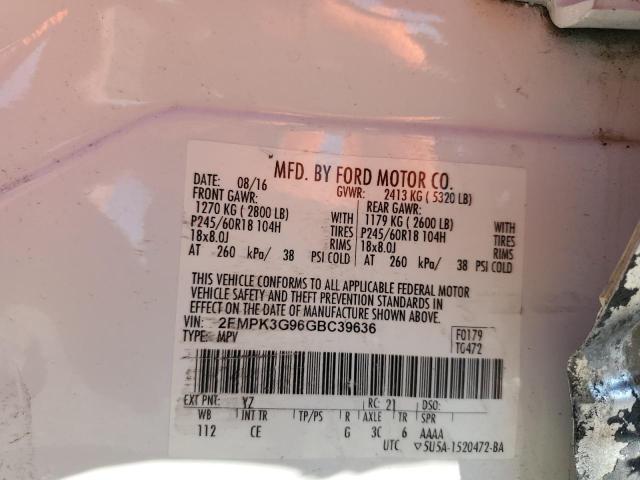 MFD. BY FORD MOTOR CO.
DATE: 08/16 GVWR: 2413 KG ( 5320 LB)
FRONT GAWR: REAR GAWR:
1270 KG ( 2800 LB) WITH 1179 KG ( 2600 LB) WITH
P245/60R18 104H TIRES P245/60R18 104H TIRES
18x8.0J RIMS 18x8.0J RIMS
AT 260 kPa/ 38 PSI COLD AT 260 kPa/ 38 PSI COLD
THIS VEHICLE CONFORMS TO ALL APPLICABLE FEDERAL MOTOR
VEHICLE SAFETY AND THEFT PREVENTION STANDARDS IN
EFFECT ON THE DATE OF MANUFACTURE SHOWN ABOVE.
VIN: 2FMPK3G96GBC39636 F0179
TYPE: MPV T0472
EXT PNT: YZ RC: 21 DSO:
WB INT TR TP/PS R AXLE TR SPR
112 CE G 3C 6 AAAA
UTC ▽5U5A-1520472-BA